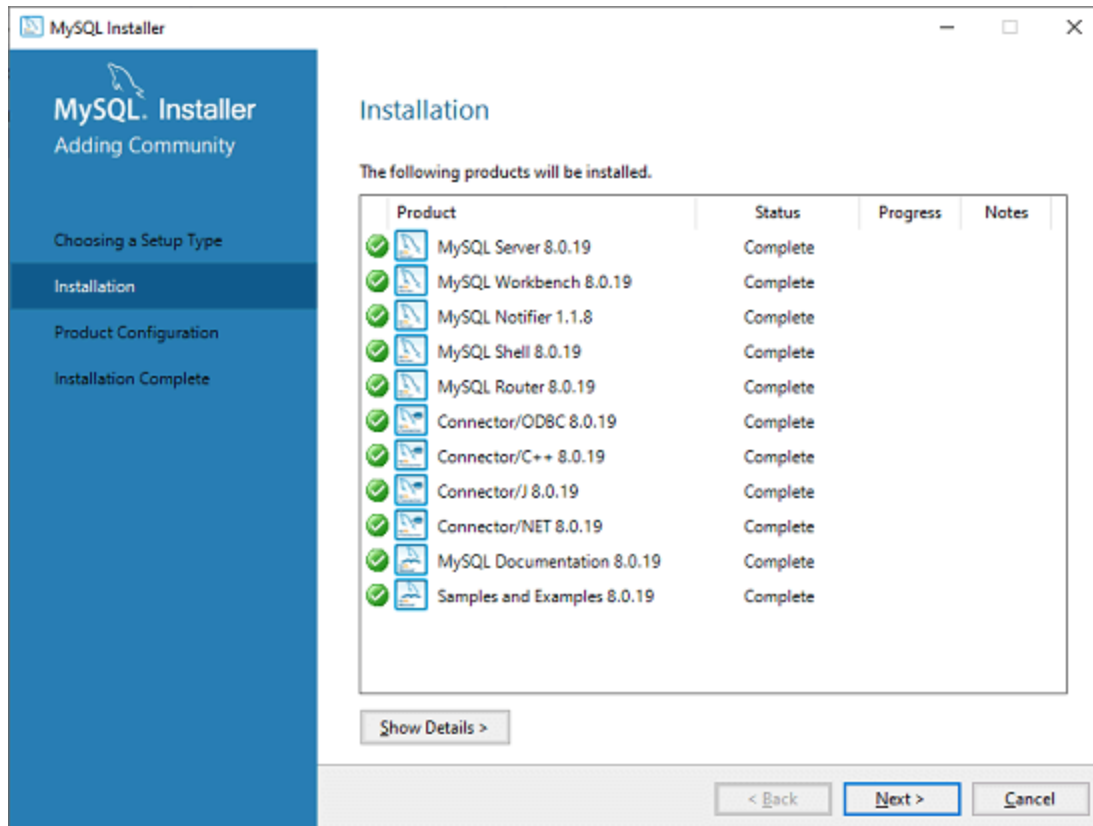 MySQL Installer
MySQL. Installer
Adding Community
Choosing a Setup Type
Installation
Product Configuration
Installation Complete
Installation
The following products will be installed.
Product Status Progress Notes
MySQL Server 8.0.19 Complete
MySQL Workbench 8.0.19 Complete
MySQL Notifier 1.1.8 Complete
MySQL Shell 8.0.19 Complete
MySQL Router 8.0.19 Complete
Connector/ODBC 8.0.19 Complete
Connector/C++ 8.0.19 Complete
Connector/J 8.0.19 Complete
Connector/NET 8.0.19 Complete
MySQL Documentation 8.0.19 Complete
Samples and Examples 8.0.19 Complete
Show Details >
< Back Next > Cancel